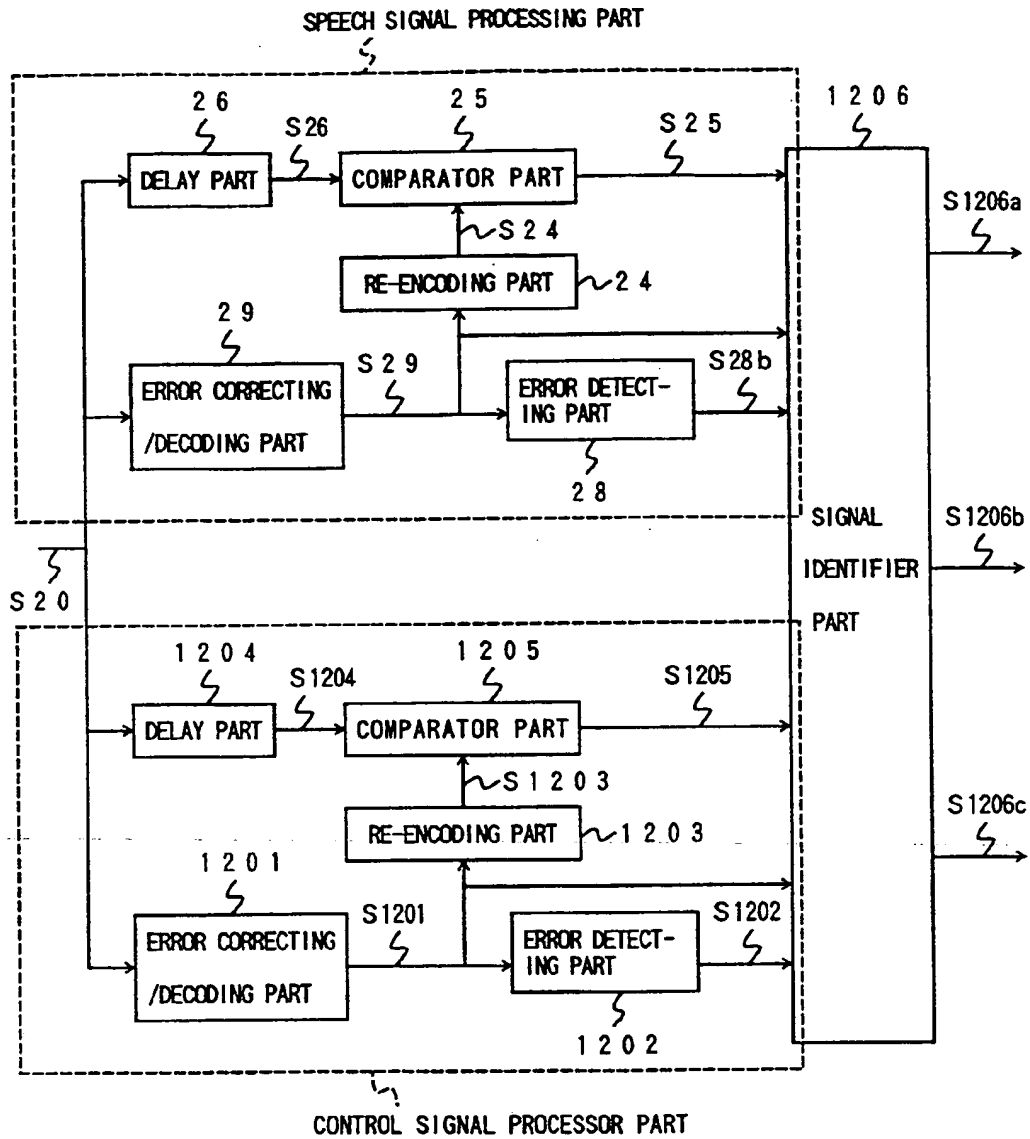 SPEECH SIGNAL PROCESSING PART
26
S26
25
S25
1206
DELAY PART
COMPARATOR PART
S1206a
S24
RE-ENCODING PART
24
29
S29
S28b
ERROR CORRECTING
/DECODING PART
ERROR DETECT-
ING PART
28
SIGNAL
IDENTIFIER
PART
S1206b
S20
1204
S1204
1205
S1205
DELAY PART
COMPARATOR PART
S1203
RE-ENCODING PART
1203
S1206c
1201
S1201
S1202
ERROR CORRECTING
/DECODING PART
ERROR DETECT-
ING PART
1202
CONTROL SIGNAL PROCESSOR PART